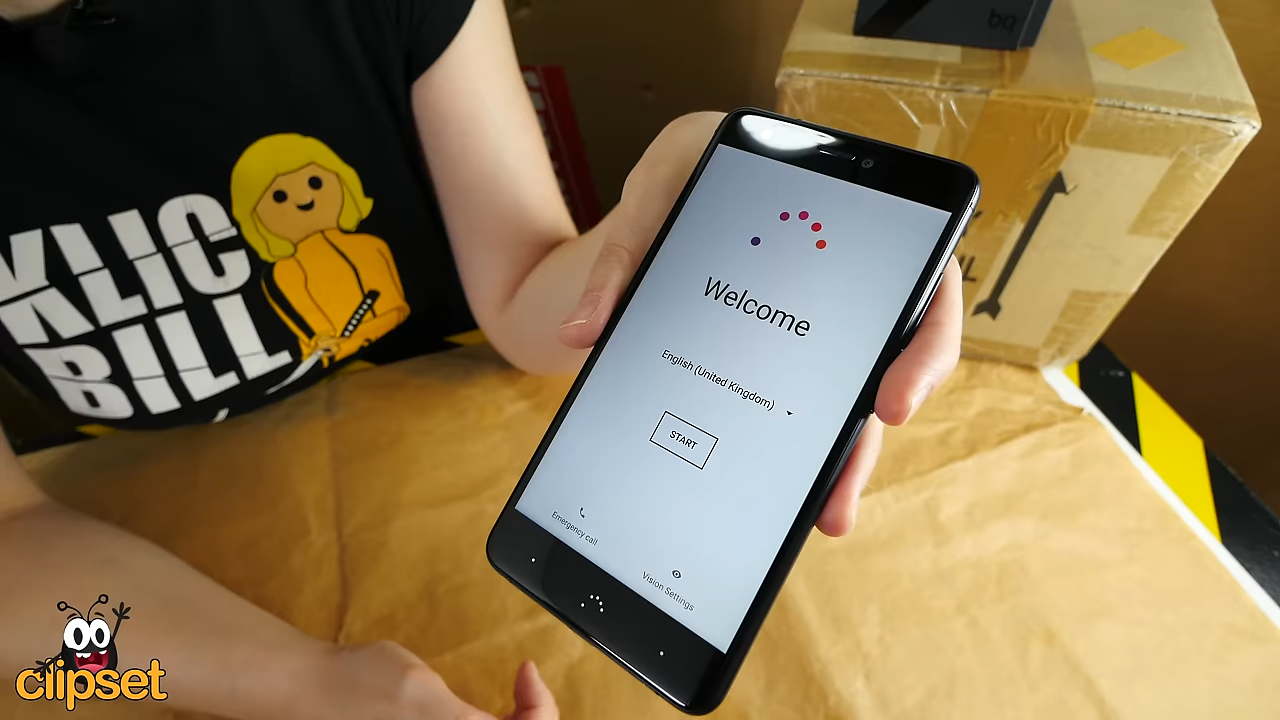 bq
KLIC
BILL
Welcome
English (United Kingdom)
START
Emergency call
Vision Settings
clipset